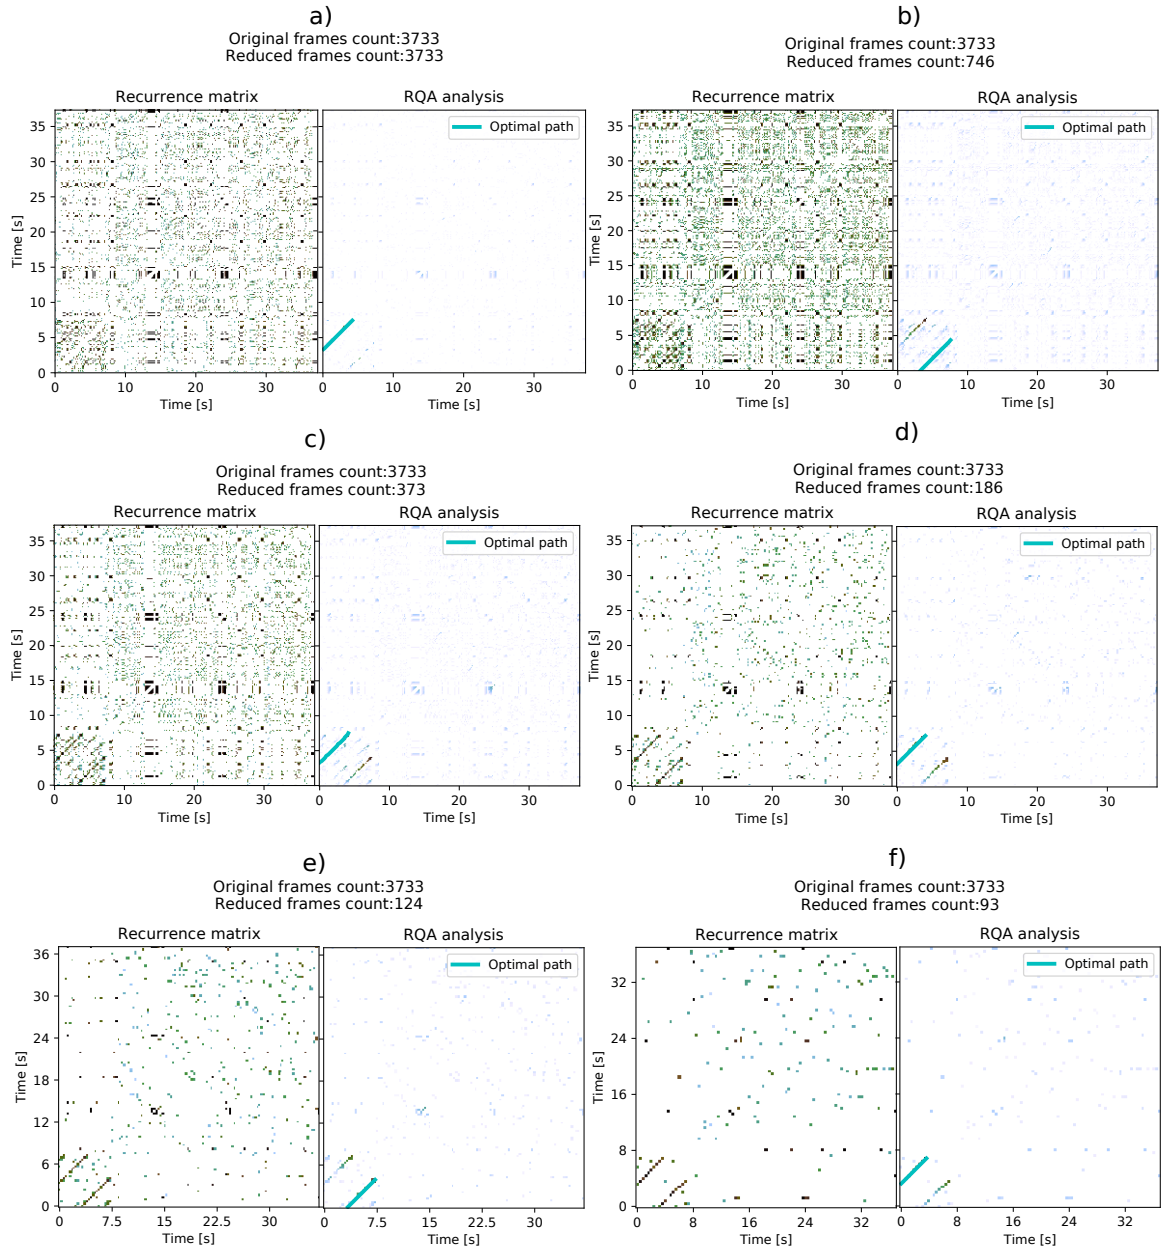 a)
Original frames count:3733
Reduced frames count:3733
Recurrence matrix
RQA analysis
Optimal path
Time [s]
35
30
25
20
15
10
5
0
0 10 20 30
0 10 20 30
Time [s]
Time [s]
b)
Original frames count:3733
Reduced frames count:746
Recurrence matrix
RQA analysis
Optimal path
Time [s]
35
30
25
20
15
10
5
0
0 10 20 30
0 10 20 30
Time [s]
Time [s]
c)
Original frames count:3733
Reduced frames count:373
Recurrence matrix
RQA analysis
Optimal path
Time [s]
35
30
25
20
15
10
5
0
0 10 20 30
0 10 20 30
Time [s]
Time [s]
d)
Original frames count:3733
Reduced frames count:186
Recurrence matrix
RQA analysis
Optimal path
Time [s]
35
30
25
20
15
10
5
0
0 10 20 30
0 10 20 30
Time [s]
Time [s]
e)
Original frames count:3733
Reduced frames count:124
Recurrence matrix
RQA analysis
Optimal path
Time [s]
36
30
24
18
12
6
0
0 7.5 15 22.5 30
0 7.5 15 22.5 30
Time [s]
Time [s]
f)
Original frames count:3733
Reduced frames count:93
Recurrence matrix
RQA analysis
Optimal path
Time [s]
32
24
16
8
0
0 8 16 24 32
0 8 16 24 32
Time [s]
Time [s]